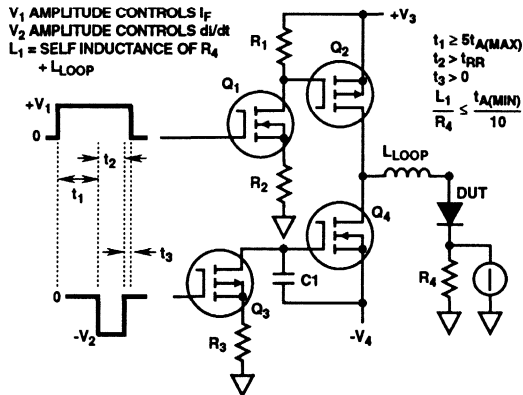 V1 AMPLITUDE CONTROLS IF
V2 AMPLITUDE CONTROLS di/dt
L1 = SELF INDUCTANCE OF R4
+ LLOOP
+V3
t1 ≥ 5tA(MAX)
t2 > tRR
t3 > 0
L1/R4 ≤ tA(MIN)/10
R1
Q2
Q1
+V1
0
t2
t1
t3
R2
LLOOP
DUT
Q4
R4
C1
0
-V2
Q3
R3
-V4